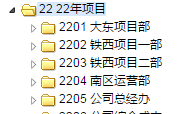 22 22年项目
2201 大东项目部
2202 铁西项目一部
2203 铁西项目二部
2204 南区运营部
2205 公司总经办